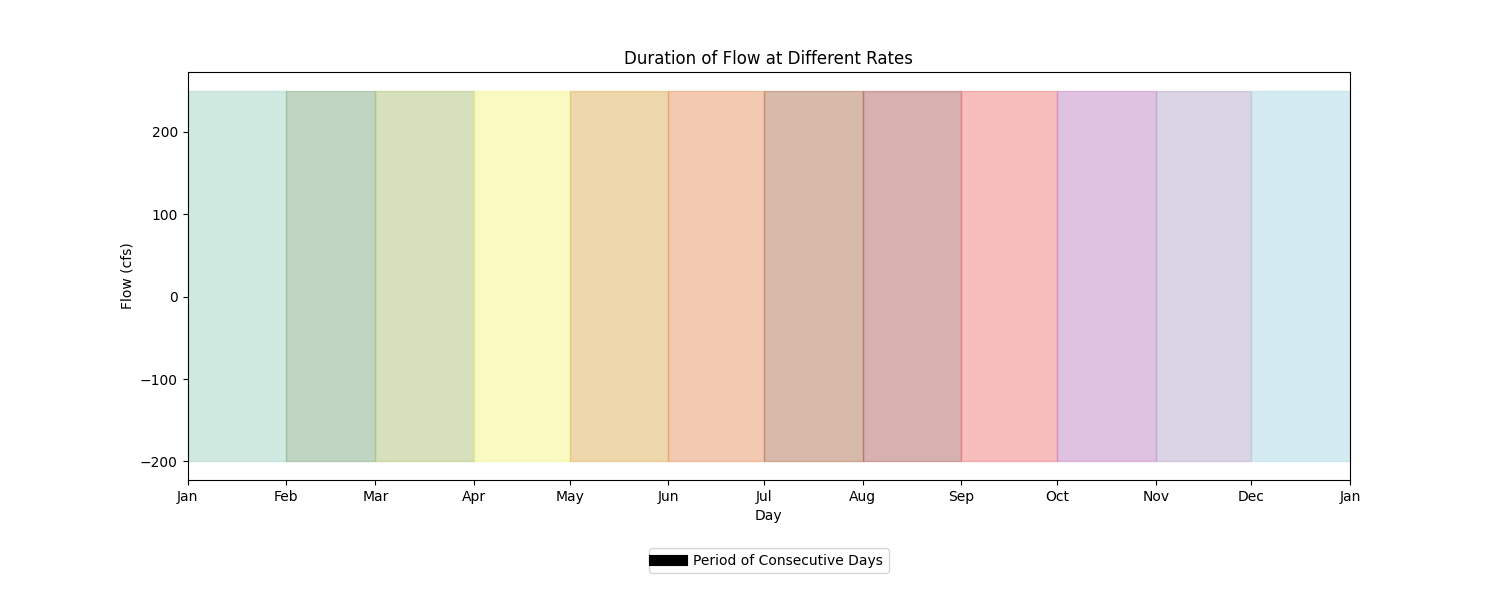 Duration of Flow at Different Rates
Flow (cfs)
200
100
0
−100
−200
Jan Feb Mar Apr May Jun Jul Aug Sep Oct Nov Dec Jan
Day
Period of Consecutive Days